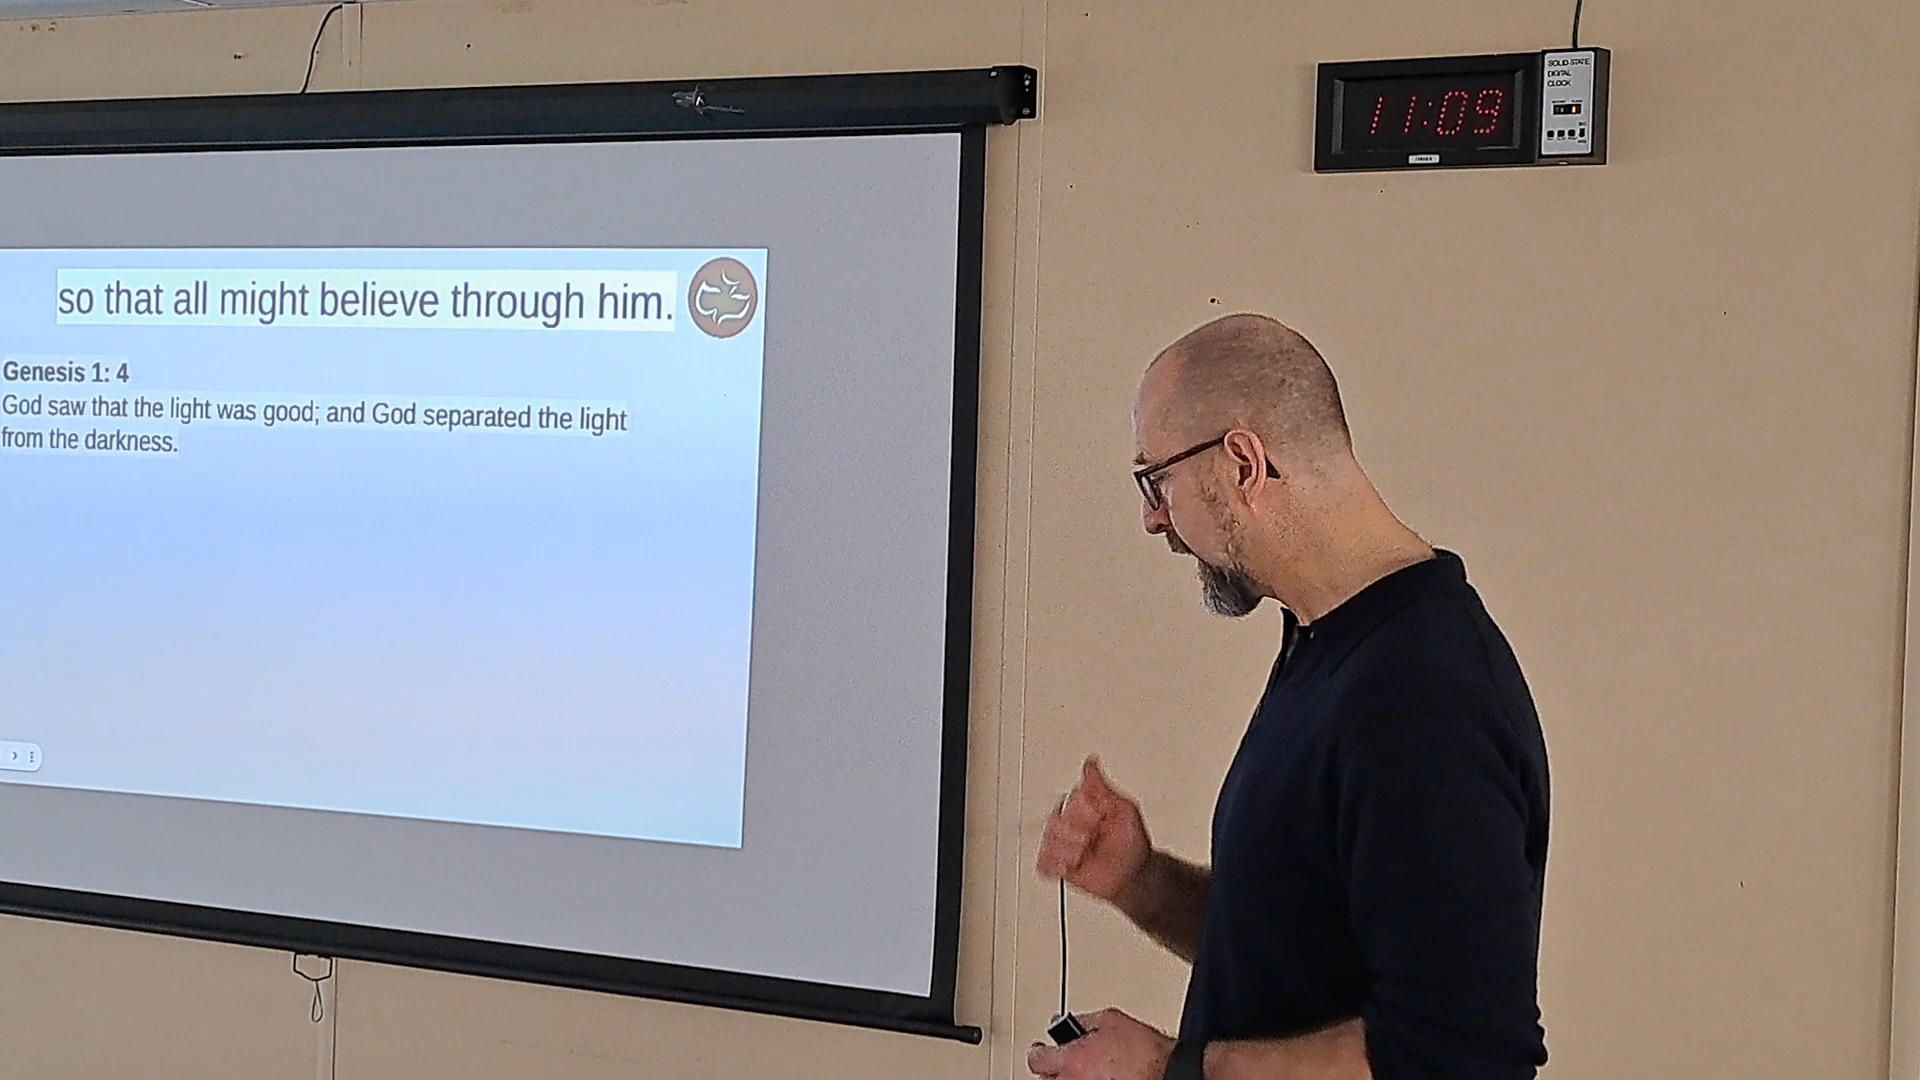 so that all might believe through him.
Genesis 1: 4
God saw that the light was good; and God separated the light
from the darkness.
11:09
SOLID STATE
DIGITAL
CLOCK